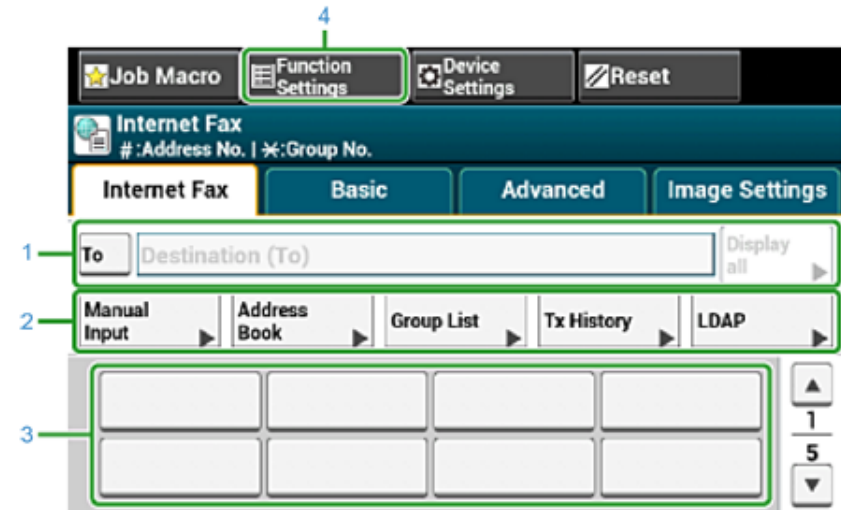 4
Job Macro
Function
Settings
Device
Settings
Reset
Internet Fax
#:Address No. | ⚹:Group No.
Internet Fax
Basic
Advanced
Image Settings
1
To
Destination (To)
Display
all
2
Manual
Input
Address
Book
Group List
Tx History
LDAP
3
1
5